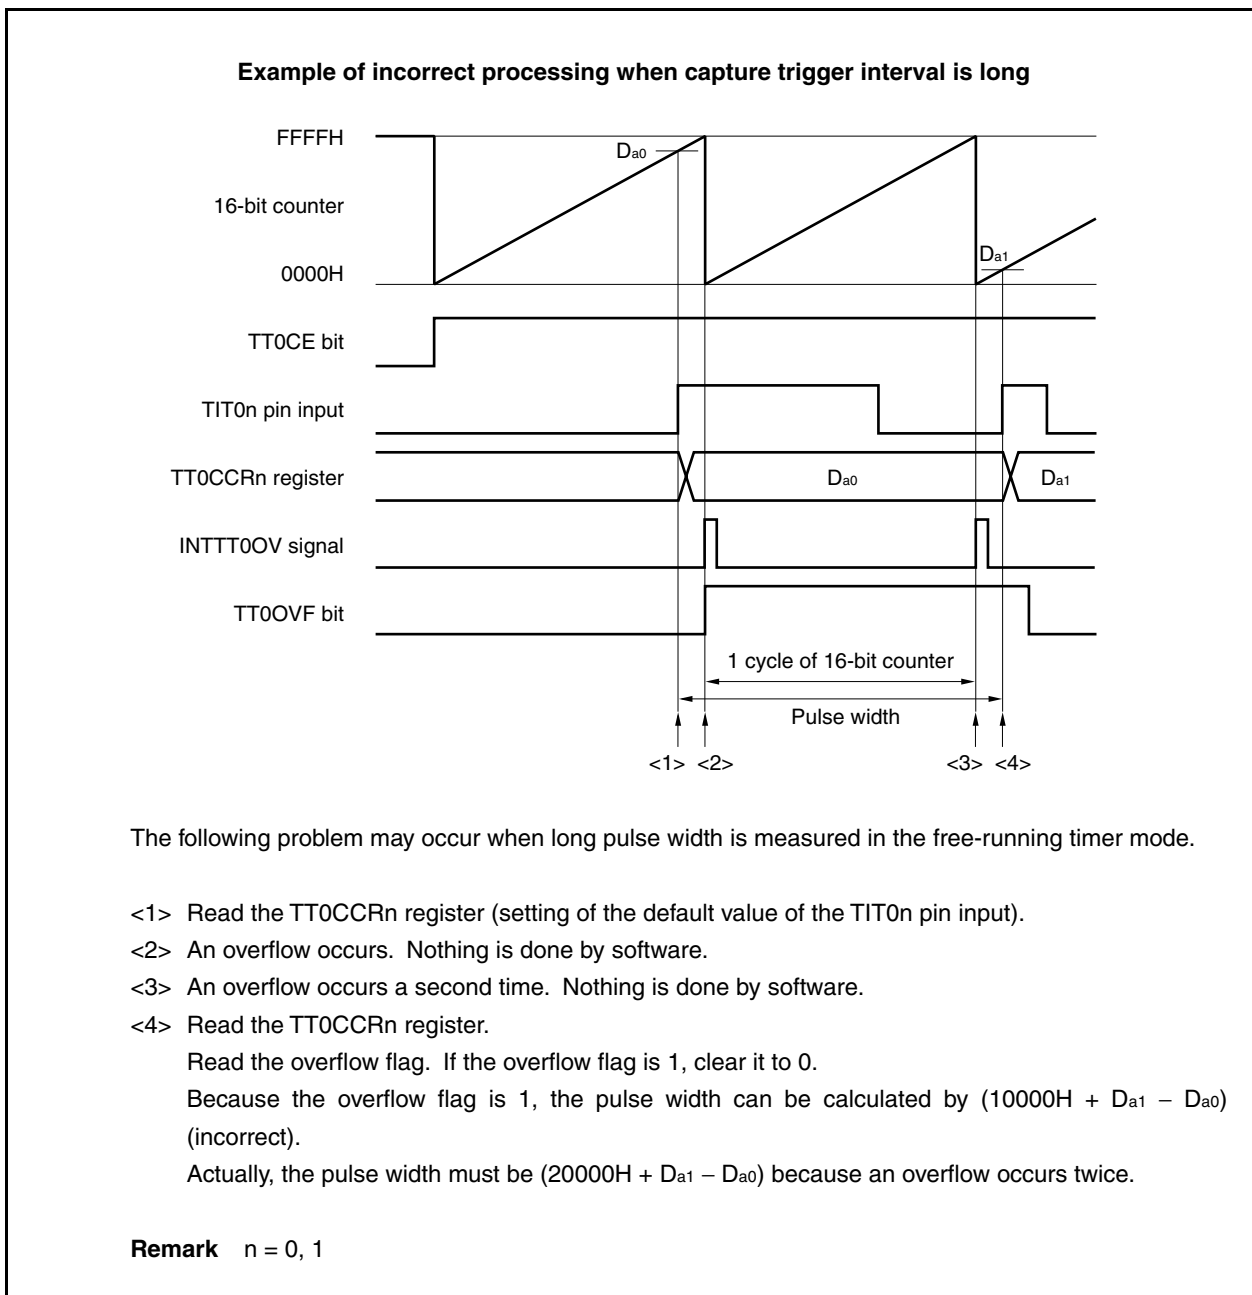 Example of incorrect processing when capture trigger interval is long
FFFFH
Da0
16-bit counter
Da1
0000H
TT0CE bit
TIT0n pin input
TT0CCRn register
Da0
Da1
INTTT0OV signal
TT0OVF bit
1 cycle of 16-bit counter
Pulse width
<1> <2> <3> <4>
The following problem may occur when long pulse width is measured in the free-running timer mode.
<1> Read the TT0CCRn register (setting of the default value of the TIT0n pin input).
<2> An overflow occurs. Nothing is done by software.
<3> An overflow occurs a second time. Nothing is done by software.
<4> Read the TT0CCRn register.
Read the overflow flag. If the overflow flag is 1, clear it to 0.
Because the overflow flag is 1, the pulse width can be calculated by (10000H + Da1 − Da0)
(incorrect).
Actually, the pulse width must be (20000H + Da1 − Da0) because an overflow occurs twice.
Remark n = 0, 1